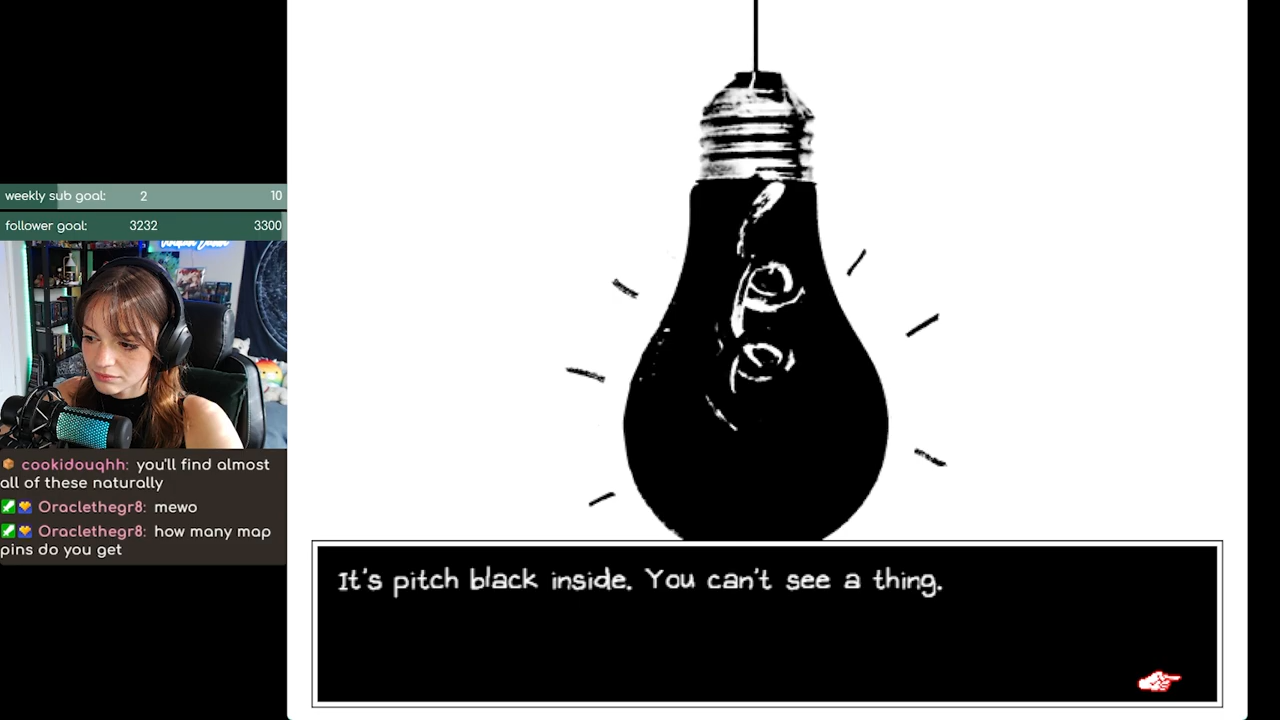 weekly sub goal: 2 10
follower goal: 3232 3300
cookidouqhh: you'll find almost
all of these naturally
Oraclethegr8: mewo
Oraclethegr8: how many map
pins do you get
It's pitch black inside. You can't see a thing.